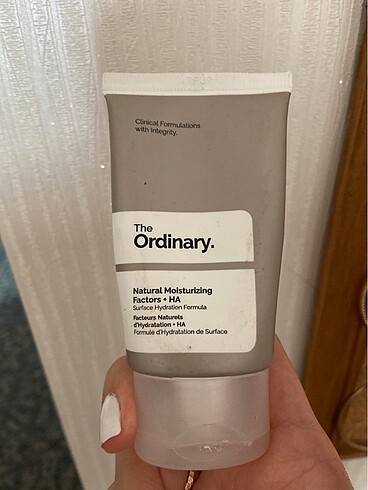 Clinical Formulations
with Integrity.
The
Ordinary.
Natural Moisturizing
Factors + HA
Surface Hydration Formula
Facteurs Naturels
d'Hydratation + HA
Formule d'Hydratation de Surface